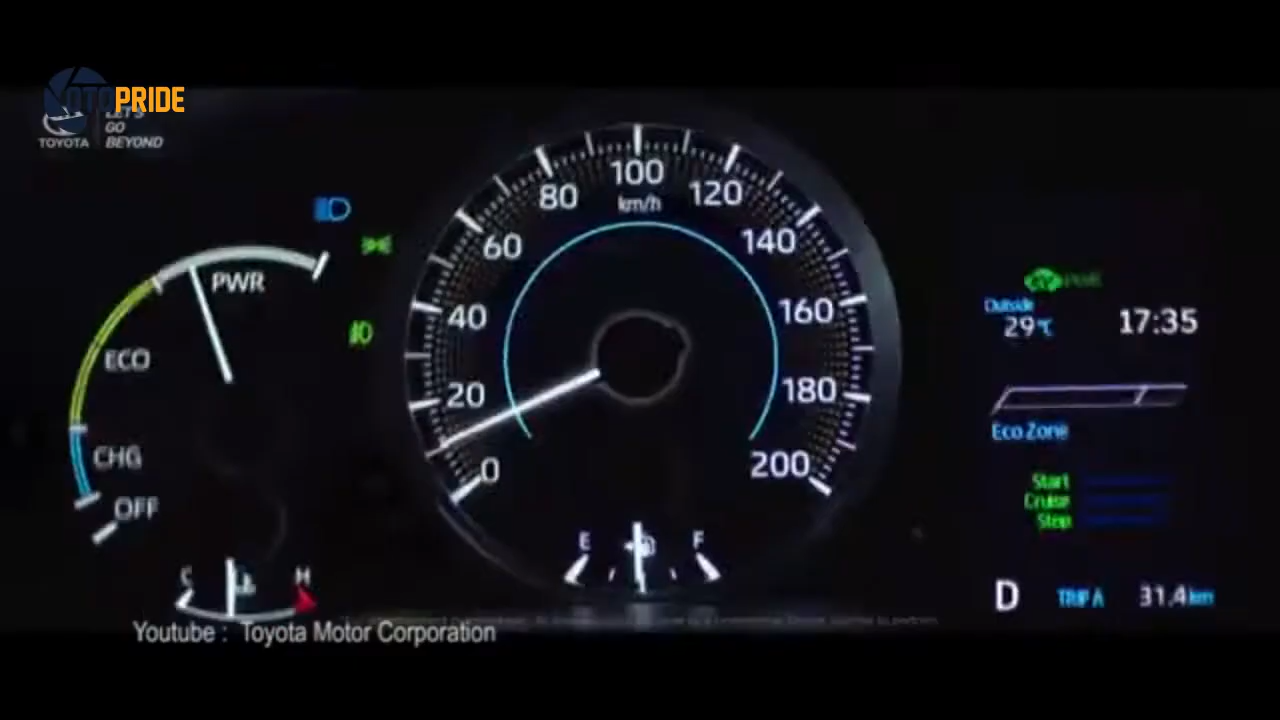 OTOPRIDE
LET'S
GO
BEYOND
TOYOTA
PWR
ECO
CHG
OFF
C
H
0
20
40
60
80
100
km/h
120
140
160
180
200
E
F
Outside
29℃
17:35
Eco Zone
Start
Cruise
Stop
D
TRIP A
31.4km
Youtube : Toyota Motor Corporation